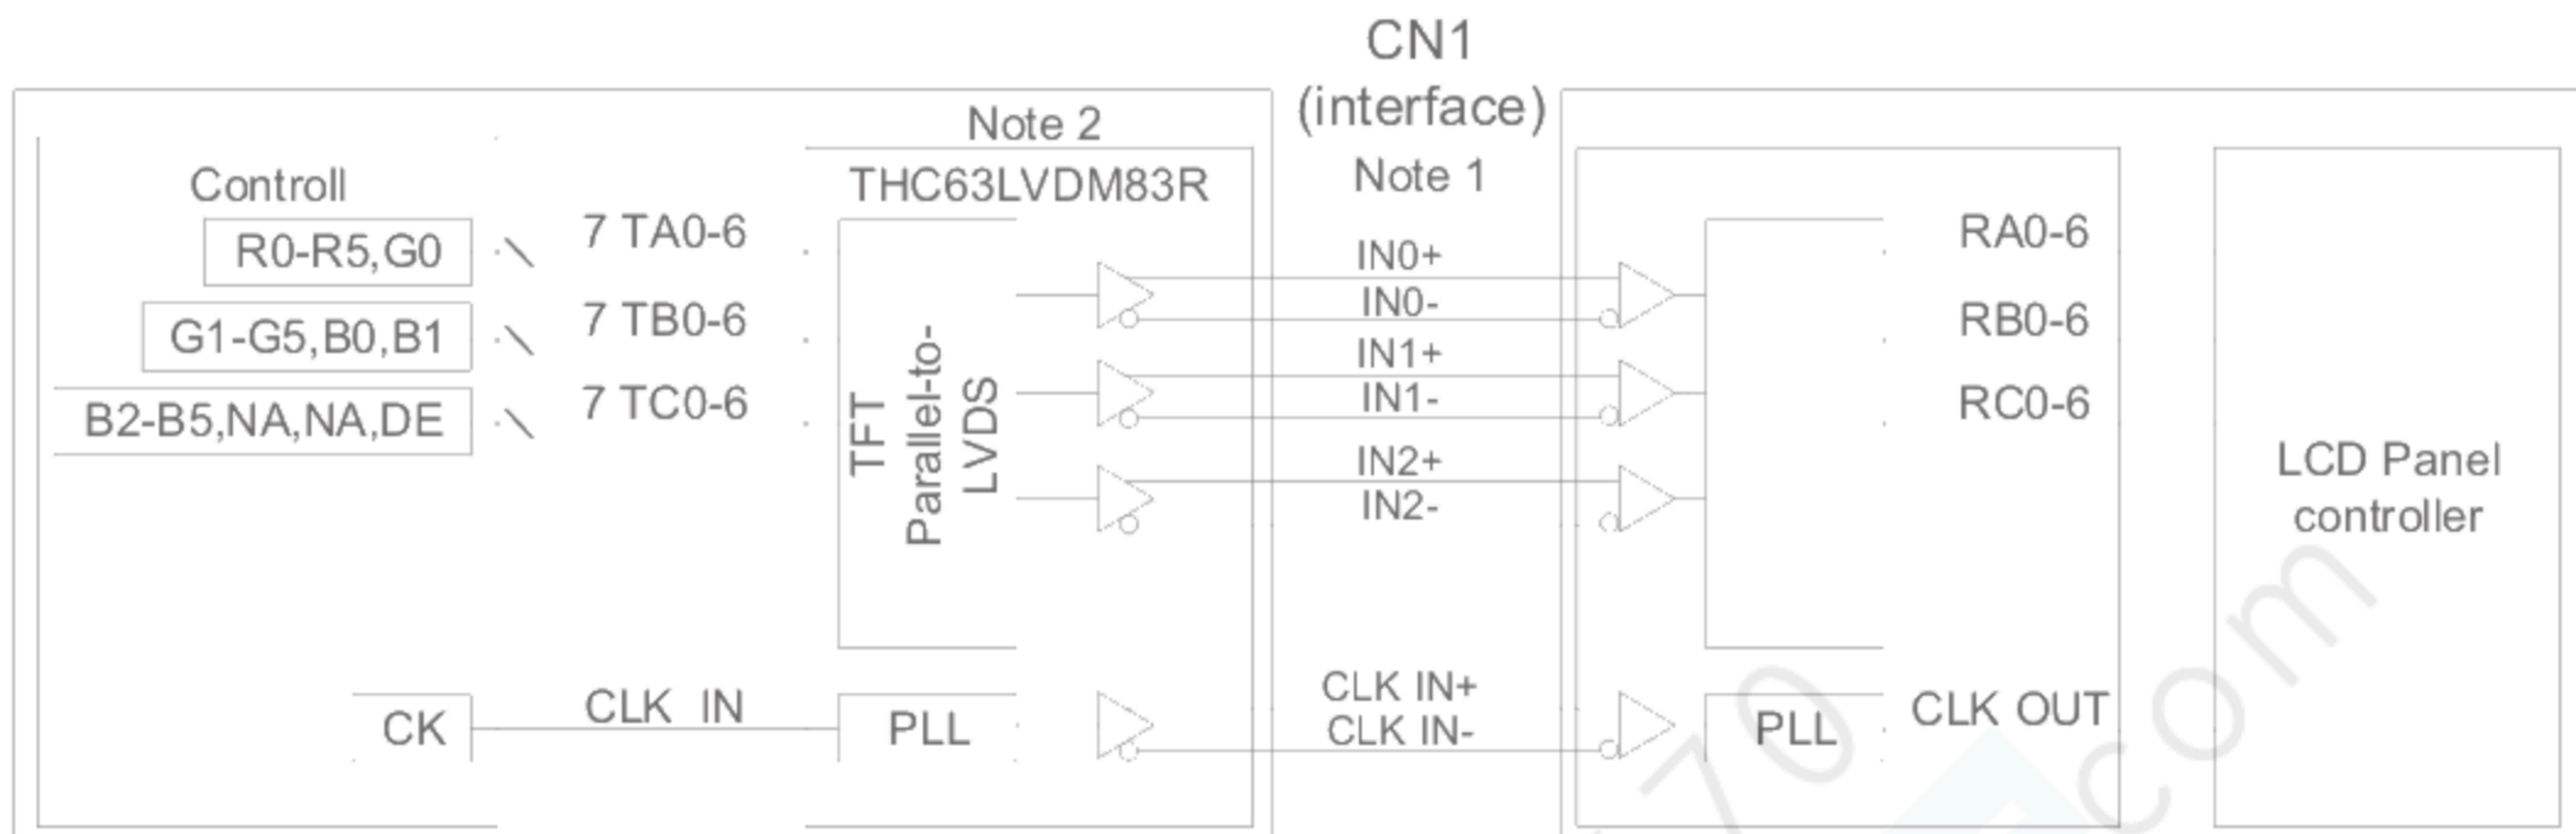 CN1
(interface)
Note 1
Note 2
THC63LVDM83R
Controll
R0-R5,G0
G1-G5,B0,B1
B2-B5,NA,NA,DE
7 TA0-6
7 TB0-6
7 TC0-6
TFT
Parallel-to-
LVDS
IN0+
IN0-
IN1+
IN1-
IN2+
IN2-
RA0-6
RB0-6
RC0-6
LCD Panel
controller
CK
CLK IN
PLL
CLK IN+
CLK IN-
PLL
CLK OUT
70
com